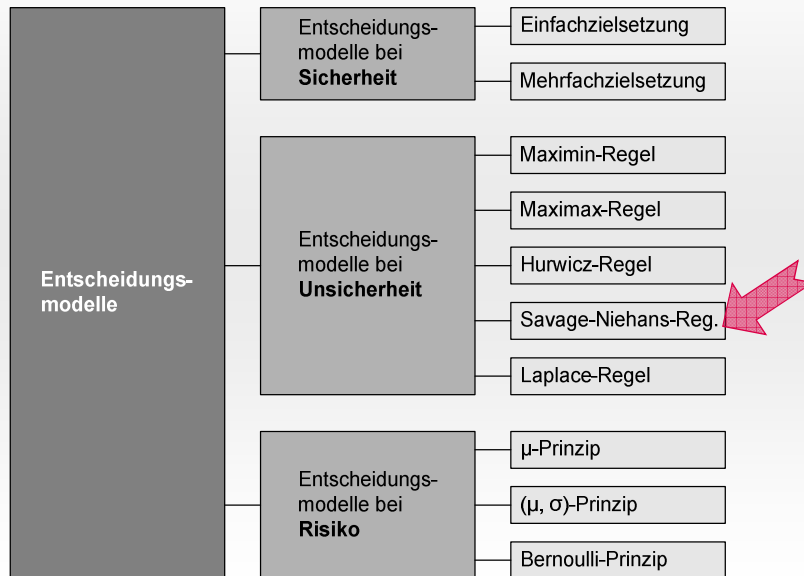 Entscheidungs-
modelle
Entscheidungs-
modelle bei
Sicherheit
Einfachzielsetzung
Mehrfachzielsetzung
Entscheidungs-
modelle bei
Unsicherheit
Maximin-Regel
Maximax-Regel
Hurwicz-Regel
Savage-Niehans-Reg.
Laplace-Regel
Entscheidungs-
modelle bei
Risiko
μ-Prinzip
(μ, σ)-Prinzip
Bernoulli-Prinzip